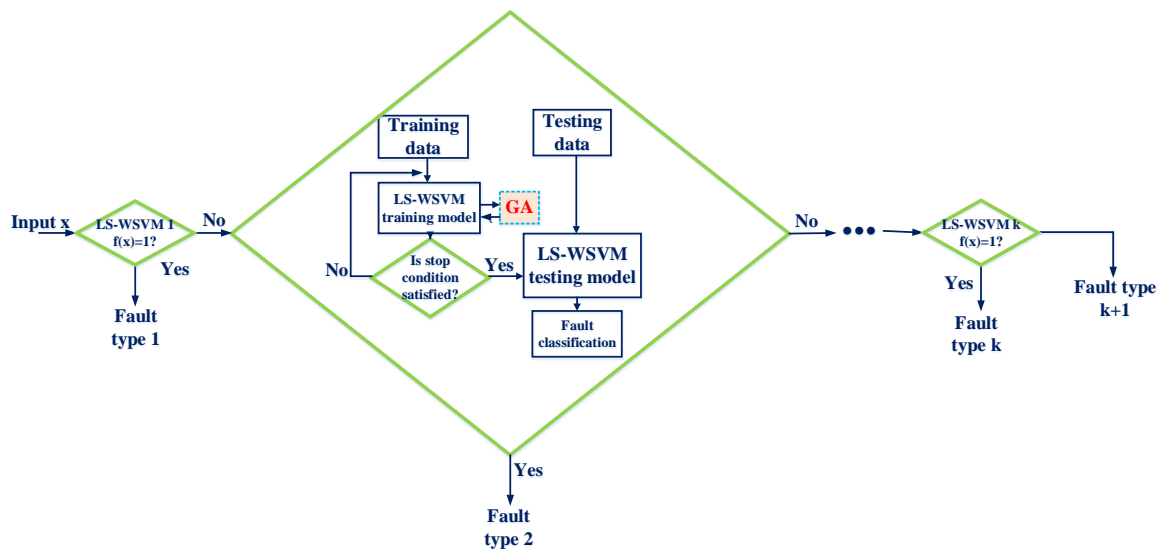 Training
data
Testing
data
Input x
LS-WSVM 1
f(x)=1?
No
Yes
Fault
type 1
LS-WSVM
training model
GA
No
Is stop
condition
satisfied?
Yes
LS-WSVM
testing model
Fault
classification
Yes
Fault
type 2
No
•••
LS-WSVM k
f(x)=1?
Yes
Fault
type k
Fault type
k+1